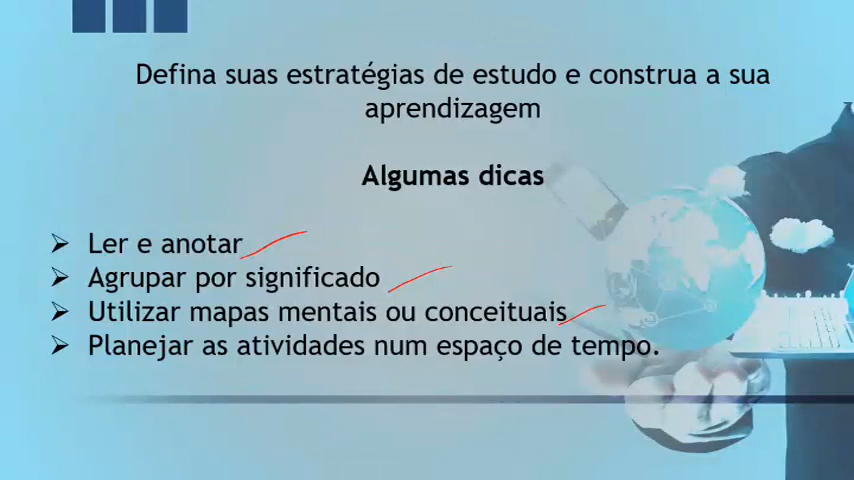 Defina suas estratégias de estudo e construa a sua
aprendizagem
Algumas dicas
Ler e anotar
Agrupar por significado
Utilizar mapas mentais ou conceituais
Planejar as atividades num espaço de tempo.